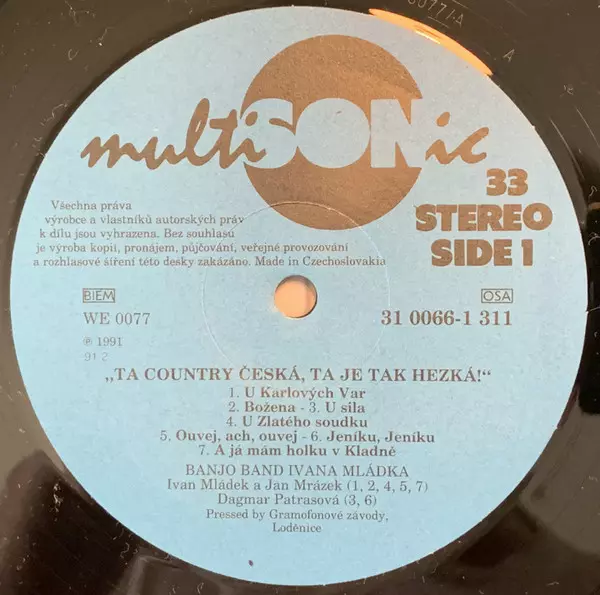 00777-A
A
multiSONic
33
STEREO
SIDE 1
Všechna práva
výrobce a vlastníků autorských práv
k dílu jsou vyhrazena. Bez souhlasu
je výroba kopií, pronájem, půjčování, veřejné provozování
a rozhlasové šíření této desky zakázáno. Made in Czechoslovakia
BIEM
OSA
WE 0077
31 0066-1 311
℗ 1991
91 2
„TA COUNTRY ČESKÁ, TA JE TAK HEZKÁ!“
1. U Karlových Var
2. Božena - 3. U sila
4. U Zlatého soudku
5. Ouvej, ach, ouvej - 6. Jeníku, Jeníku
7. A já mám holku v Kladně
BANJO BAND IVANA MLÁDKA
Ivan Mládek a Jan Mrázek (1, 2, 4, 5, 7)
Dagmar Patrasová (3, 6)
Pressed by Gramofonové závody,
Loděnice